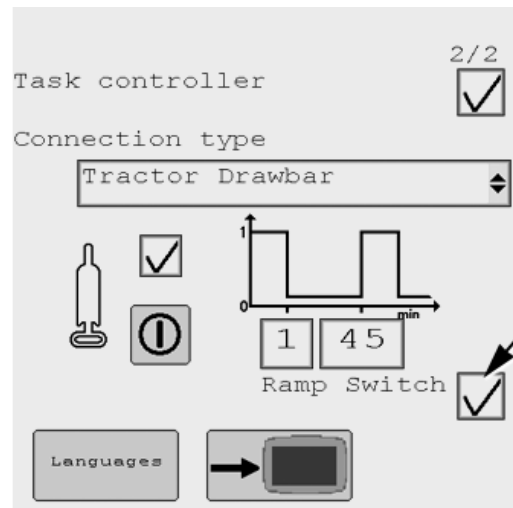 2/2
Task controller
Connection type
Tractor Drawbar
1
0
min
1 45
Ramp Switch
Languages